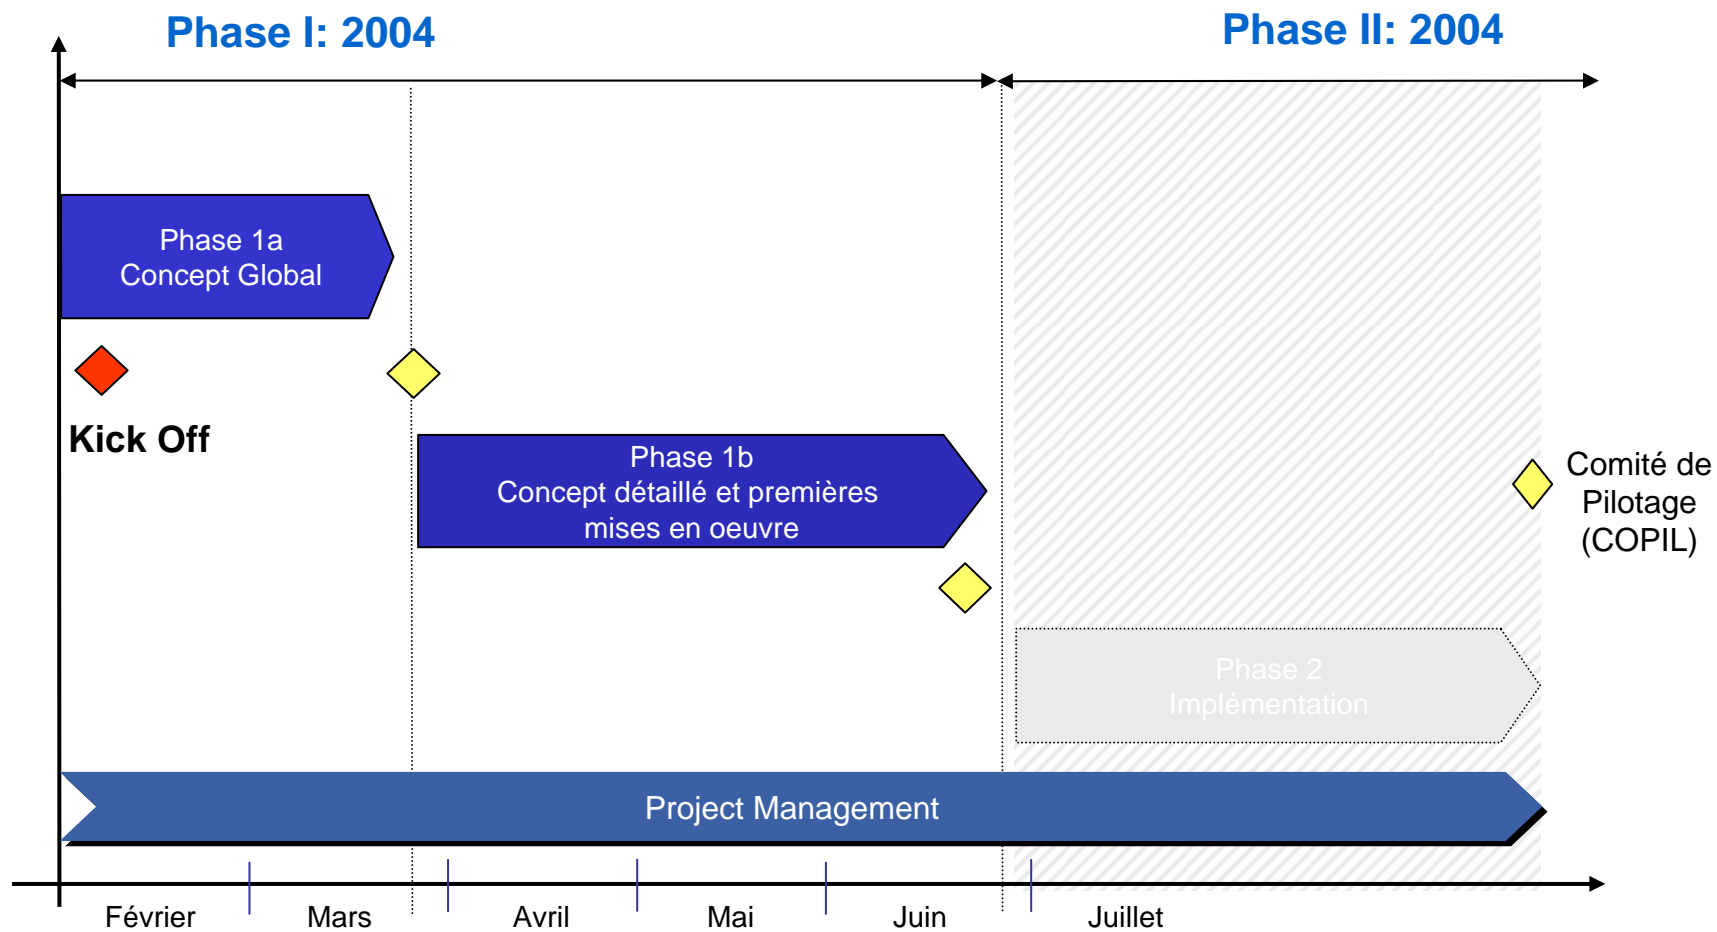 Phase I: 2004
Phase II: 2004
Phase 1a
Concept Global
Kick Off
Phase 1b
Concept détaillé et premières
mises en oeuvre
Comité de
Pilotage
(COPIL)
Phase 2
Implémentation
Project Management
Février
Mars
Avril
Mai
Juin
Juillet